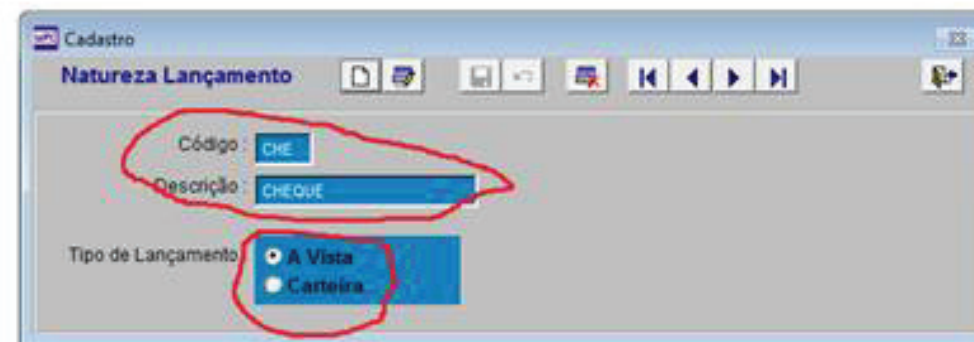 Cadastro
Natureza Lançamento
Código : CHE
Descrição : CHEQUE
Tipo de Lançamento : A Vista
Carteira